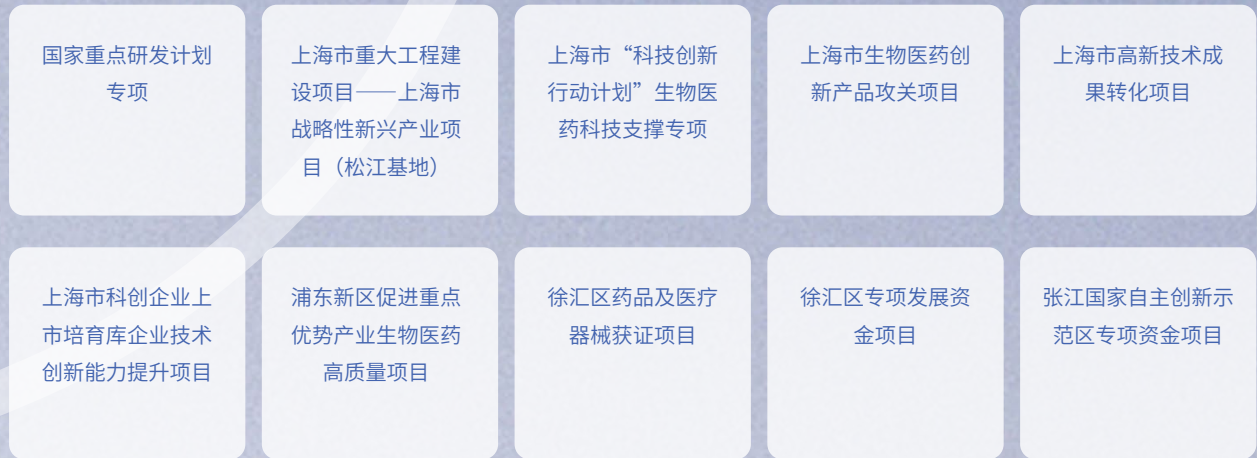 国家重点研发计划
专项
上海市重大工程建
设项目——上海市
战略性新兴产业项
目（松江基地）
上海市“科技创新
行动计划”生物医
药科技支撑专项
上海市生物医药创
新产品攻关项目
上海市高新技术成
果转化项目
上海市科创企业上
市培育库企业技术
创新能力提升项目
浦东新区促进重点
优势产业生物医药
高质量项目
徐汇区药品及医疗
器械获证项目
徐汇区专项发展资
金项目
张江国家自主创新示
范区专项资金项目